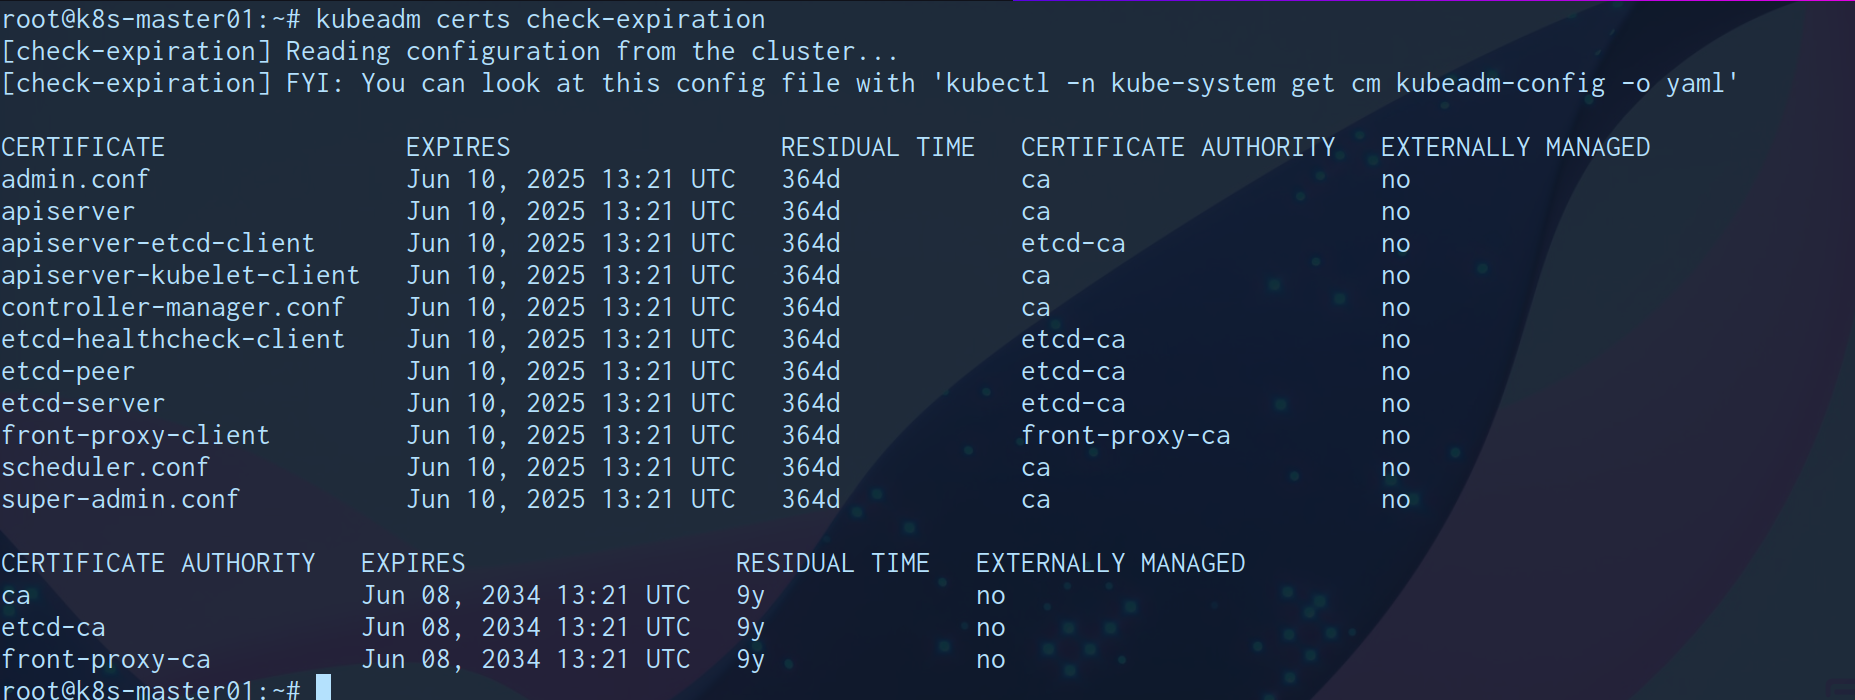 root@k8s-master01:~# kubeadm certs check-expiration
[check-expiration] Reading configuration from the cluster...
[check-expiration] FYI: You can look at this config file with 'kubectl -n kube-system get cm kubeadm-config -o yaml'

CERTIFICATE                EXPIRES                  RESIDUAL TIME   CERTIFICATE AUTHORITY   EXTERNALLY MANAGED
admin.conf                 Jun 10, 2025 13:21 UTC   364d            ca                      no
apiserver                  Jun 10, 2025 13:21 UTC   364d            ca                      no
apiserver-etcd-client      Jun 10, 2025 13:21 UTC   364d            etcd-ca                 no
apiserver-kubelet-client   Jun 10, 2025 13:21 UTC   364d            ca                      no
controller-manager.conf    Jun 10, 2025 13:21 UTC   364d            ca                      no
etcd-healthcheck-client    Jun 10, 2025 13:21 UTC   364d            etcd-ca                 no
etcd-peer                  Jun 10, 2025 13:21 UTC   364d            etcd-ca                 no
etcd-server                Jun 10, 2025 13:21 UTC   364d            etcd-ca                 no
front-proxy-client         Jun 10, 2025 13:21 UTC   364d            front-proxy-ca          no
scheduler.conf             Jun 10, 2025 13:21 UTC   364d            ca                      no
super-admin.conf           Jun 10, 2025 13:21 UTC   364d            ca                      no

CERTIFICATE AUTHORITY   EXPIRES                  RESIDUAL TIME   EXTERNALLY MANAGED
ca                      Jun 08, 2034 13:21 UTC   9y              no
etcd-ca                 Jun 08, 2034 13:21 UTC   9y              no
front-proxy-ca          Jun 08, 2034 13:21 UTC   9y              no
root@k8s-master01:~#